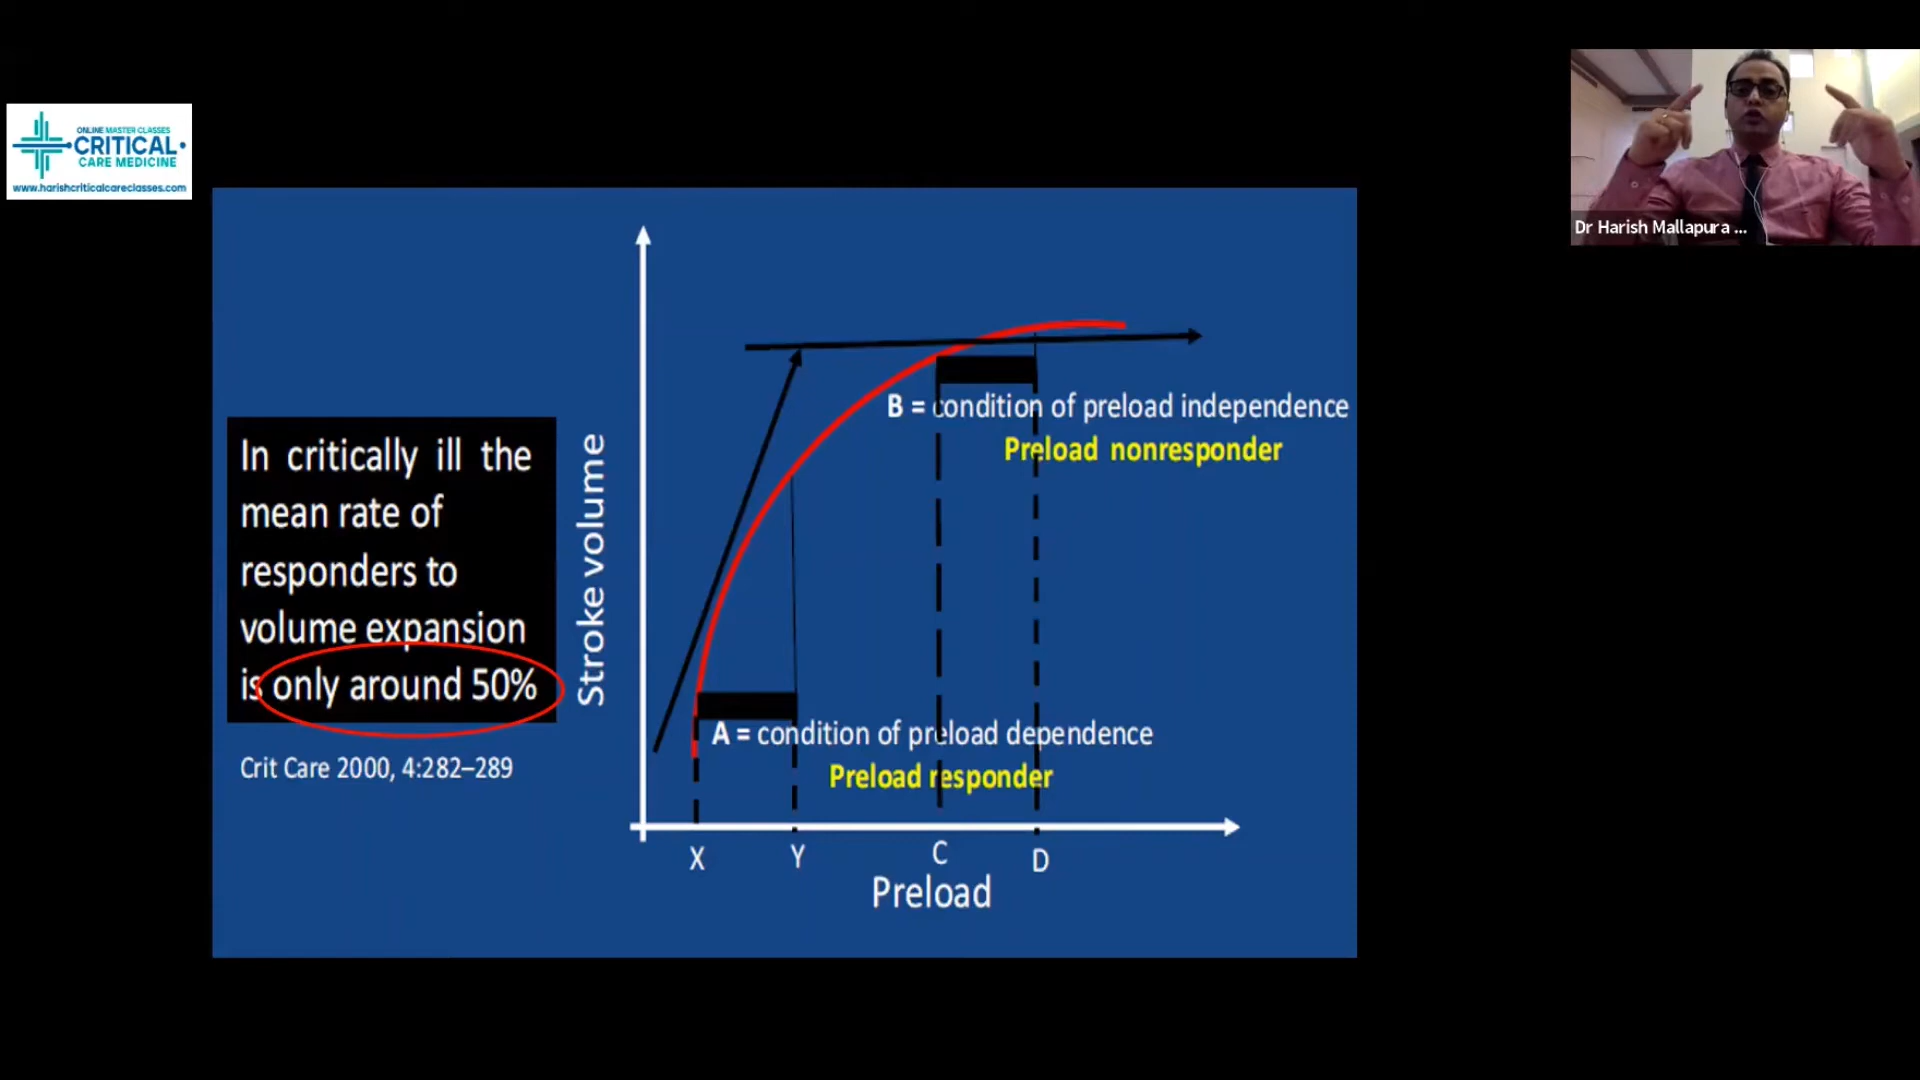 ONLINE MASTER CLASSES
CRITICAL
CARE MEDICINE
www.harishcriticalcareclasses.com
Dr Harish Mallapura ...
In critically ill the
mean rate of
responders to
volume expansion
is only around 50%
Crit Care 2000, 4:282–289
Stroke volume
B = condition of preload independence
Preload nonresponder
A = condition of preload dependence
Preload responder
X Y C D
Preload